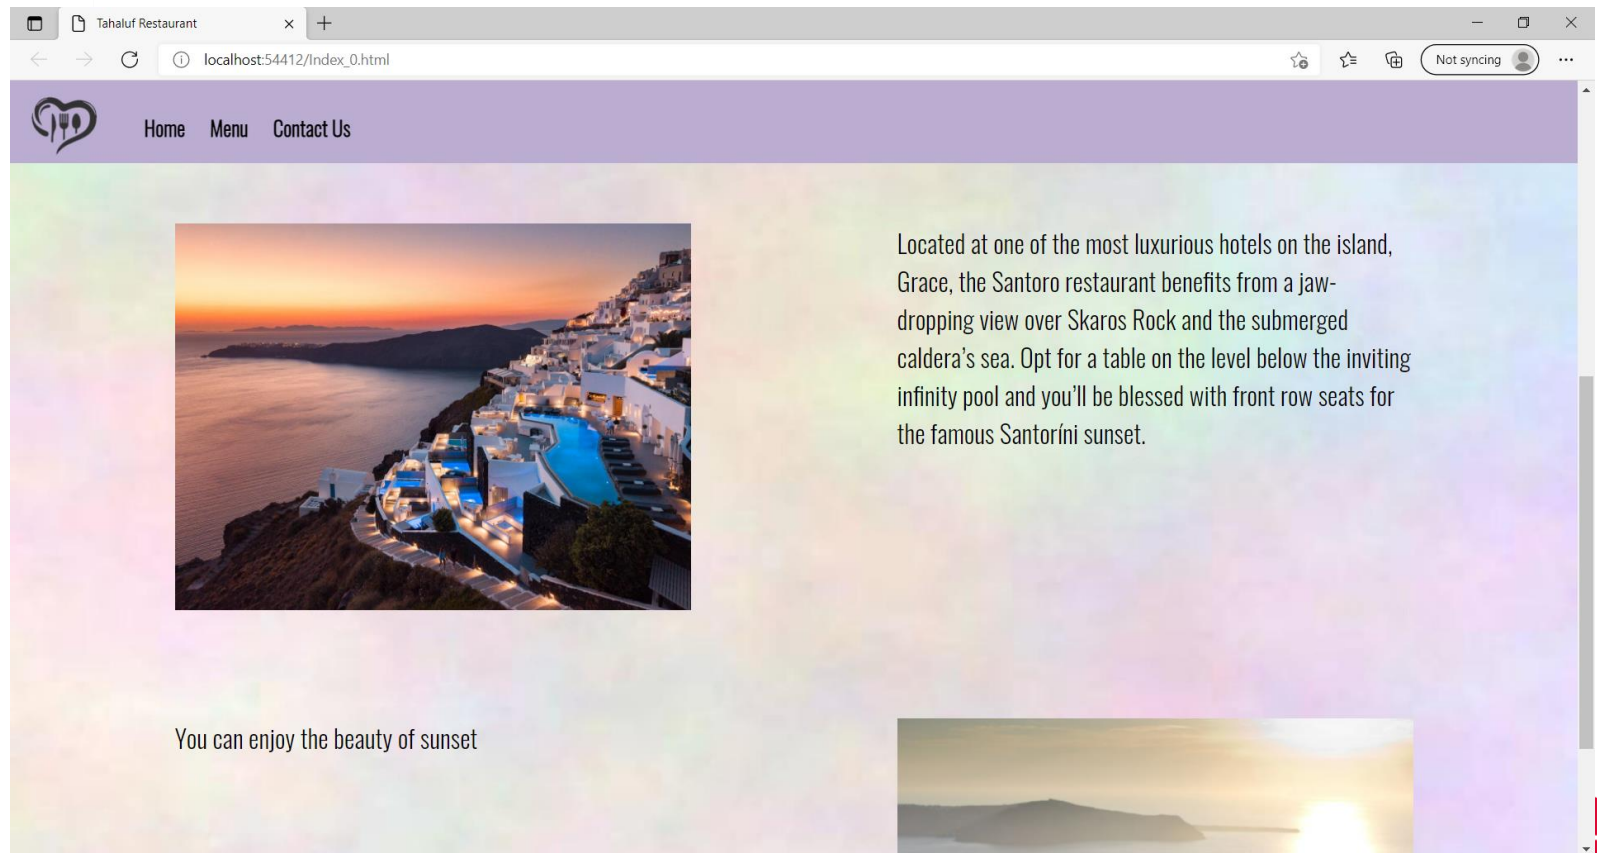 Tahaluf Restaurant
localhost:54412/Index_0.html
Not syncing
Home Menu Contact Us
Located at one of the most luxurious hotels on the island,
Grace, the Santoro restaurant benefits from a jaw-
dropping view over Skaros Rock and the submerged
caldera’s sea. Opt for a table on the level below the inviting
infinity pool and you’ll be blessed with front row seats for
the famous Santoríni sunset.
You can enjoy the beauty of sunset